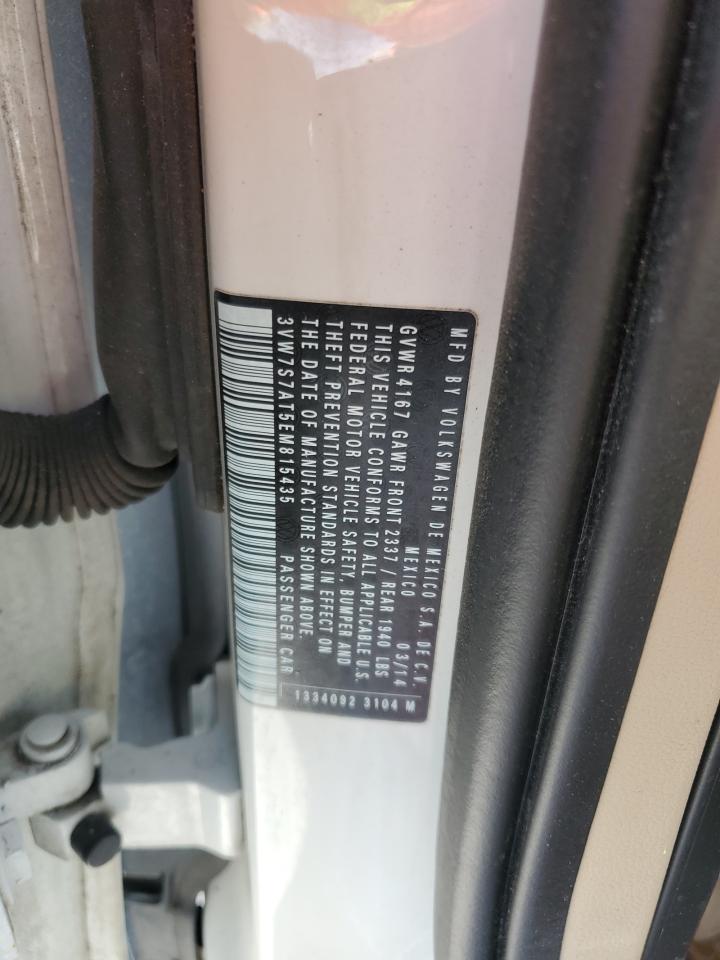 MFD BY VOLKSWAGEN DE MEXICO S.A. DE C.V.
MEXICO 03/14
GVWR 4167 GAWR FRONT 2337 / REAR 1940 LBS
THIS VEHICLE CONFORMS TO ALL APPLICABLE U.S.
FEDERAL MOTOR VEHICLE SAFETY, BUMPER AND
THEFT PREVENTION STANDARDS IN EFFECT ON
THE DATE OF MANUFACTURE SHOWN ABOVE.
3VW7S7AT5EM815435 PASSENGER CAR
1334092 3104 M